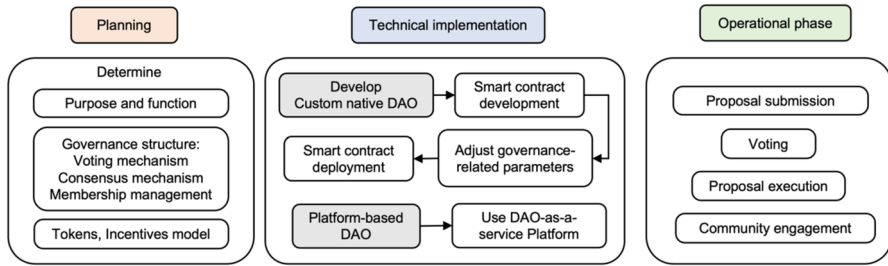 Planning
Technical implementation
Operational phase
Determine
Purpose and function
Governance structure:
Voting mechanism
Consensus mechanism
Membership management
Tokens, Incentives model
Develop
Custom native DAO
Smart contract
development
Smart contract
deployment
Adjust governance-
related parameters
Platform-based
DAO
Use DAO-as-a-
service Platform
Proposal submission
Voting
Proposal execution
Community engagement